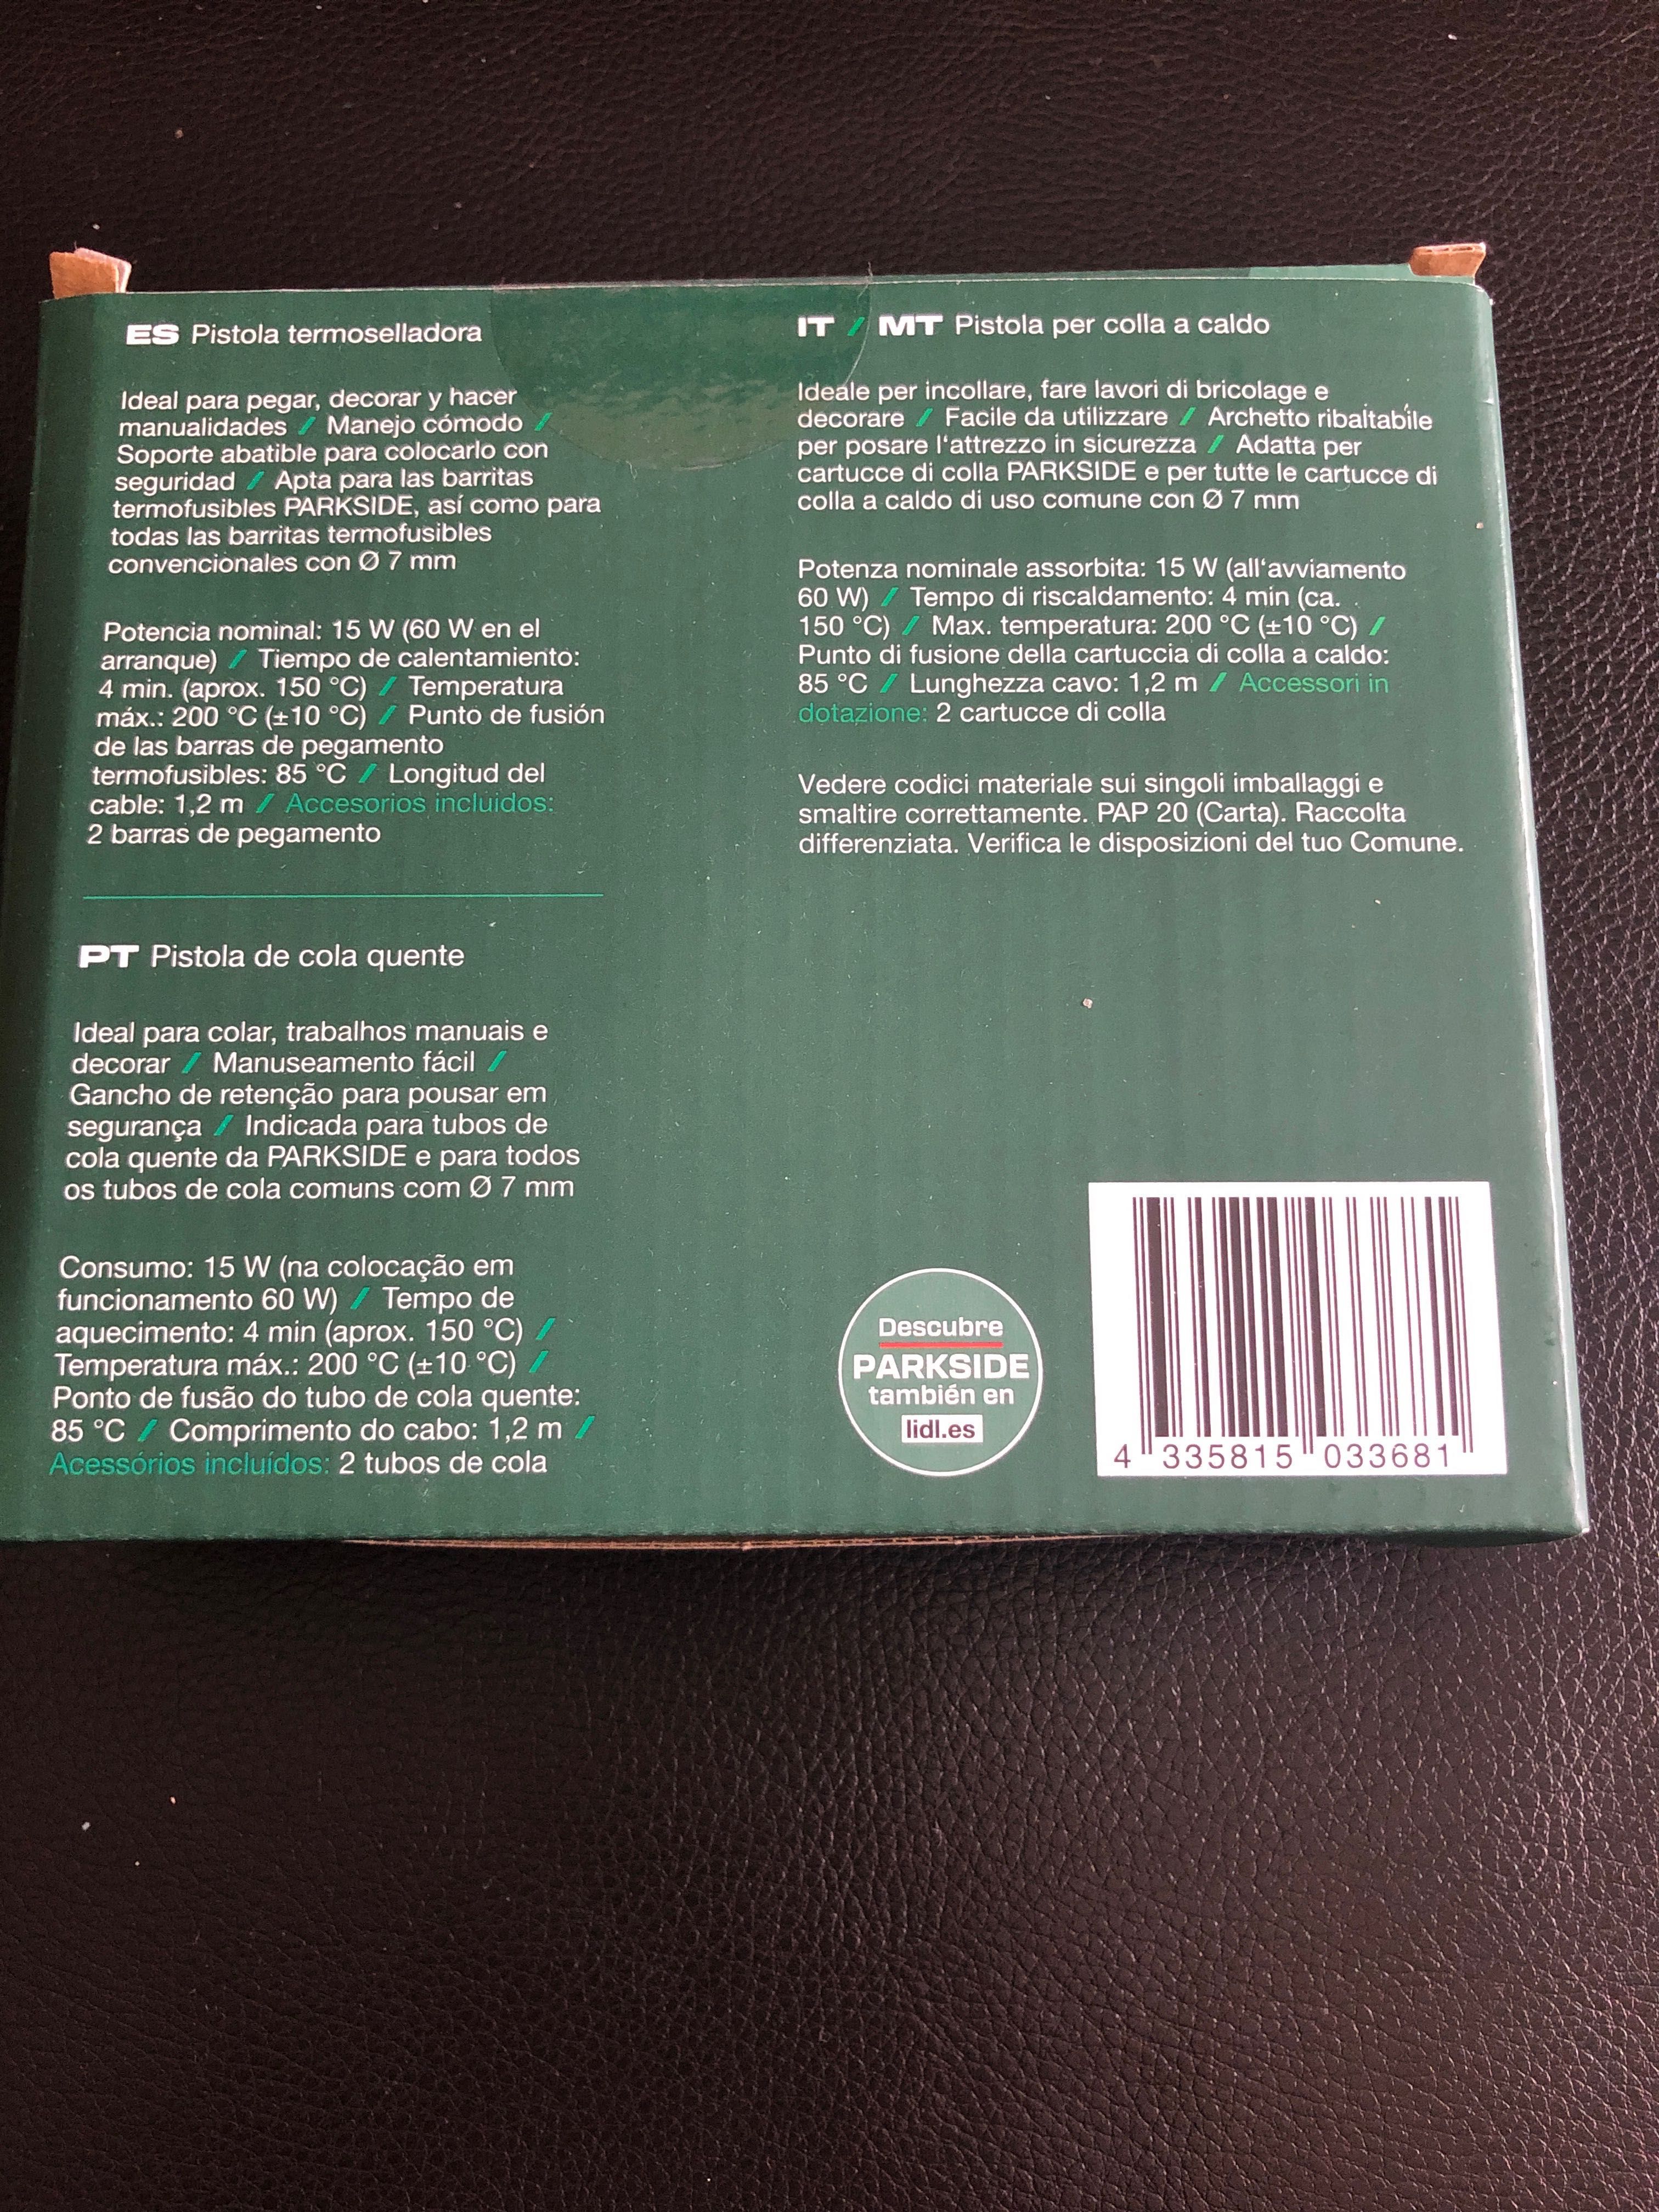 ES Pistola termoselladora
Ideal para pegar, decorar y hacer
manualidades / Manejo cómodo /
Soporte abatible para colocarlo con
seguridad / Apta para las barritas
termofusibles PARKSIDE, así como para
todas las barritas termofusibles
convencionales con Ø 7 mm
Potencia nominal: 15 W (60 W en el
arranque) / Tiempo de calentamiento:
4 min. (aprox. 150 °C) / Temperatura
máx.: 200 °C (±10 °C) / Punto de fusión
de las barras de pegamento
termofusibles: 85 °C / Longitud del
cable: 1,2 m / Accesorios incluidos:
2 barras de pegamento
PT Pistola de cola quente
Ideal para colar, trabalhos manuais e
decorar / Manuseamento fácil /
Gancho de retenção para pousar em
segurança / Indicada para tubos de
cola quente da PARKSIDE e para todos
os tubos de cola comuns com Ø 7 mm
Consumo: 15 W (na colocação em
funcionamento 60 W) / Tempo de
aquecimento: 4 min (aprox. 150 °C) /
Temperatura máx.: 200 °C (±10 °C) /
Ponto de fusão do tubo de cola quente:
85 °C / Comprimento do cabo: 1,2 m /
Acessórios incluídos: 2 tubos de cola
IT / MT Pistola per colla a caldo
Ideale per incollare, fare lavori di bricolage e
decorare / Facile da utilizzare / Archetto ribaltabile
per posare l'attrezzo in sicurezza / Adatta per
cartucce di colla PARKSIDE e per tutte le cartucce di
colla a caldo di uso comune con Ø 7 mm
Potenza nominale assorbita: 15 W (all'avviamento
60 W) / Tempo di riscaldamento: 4 min (ca.
150 °C) / Max. temperatura: 200 °C (±10 °C) /
Punto di fusione della cartuccia di colla a caldo:
85 °C / Lunghezza cavo: 1,2 m / Accessori in
dotazione: 2 cartucce di colla
Vedere codici materiale sui singoli imballaggi e
smaltire correttamente. PAP 20 (Carta). Raccolta
differenziata. Verifica le disposizioni del tuo Comune.
Descubre
PARKSIDE
también en
lidl.es
4 335815 033681